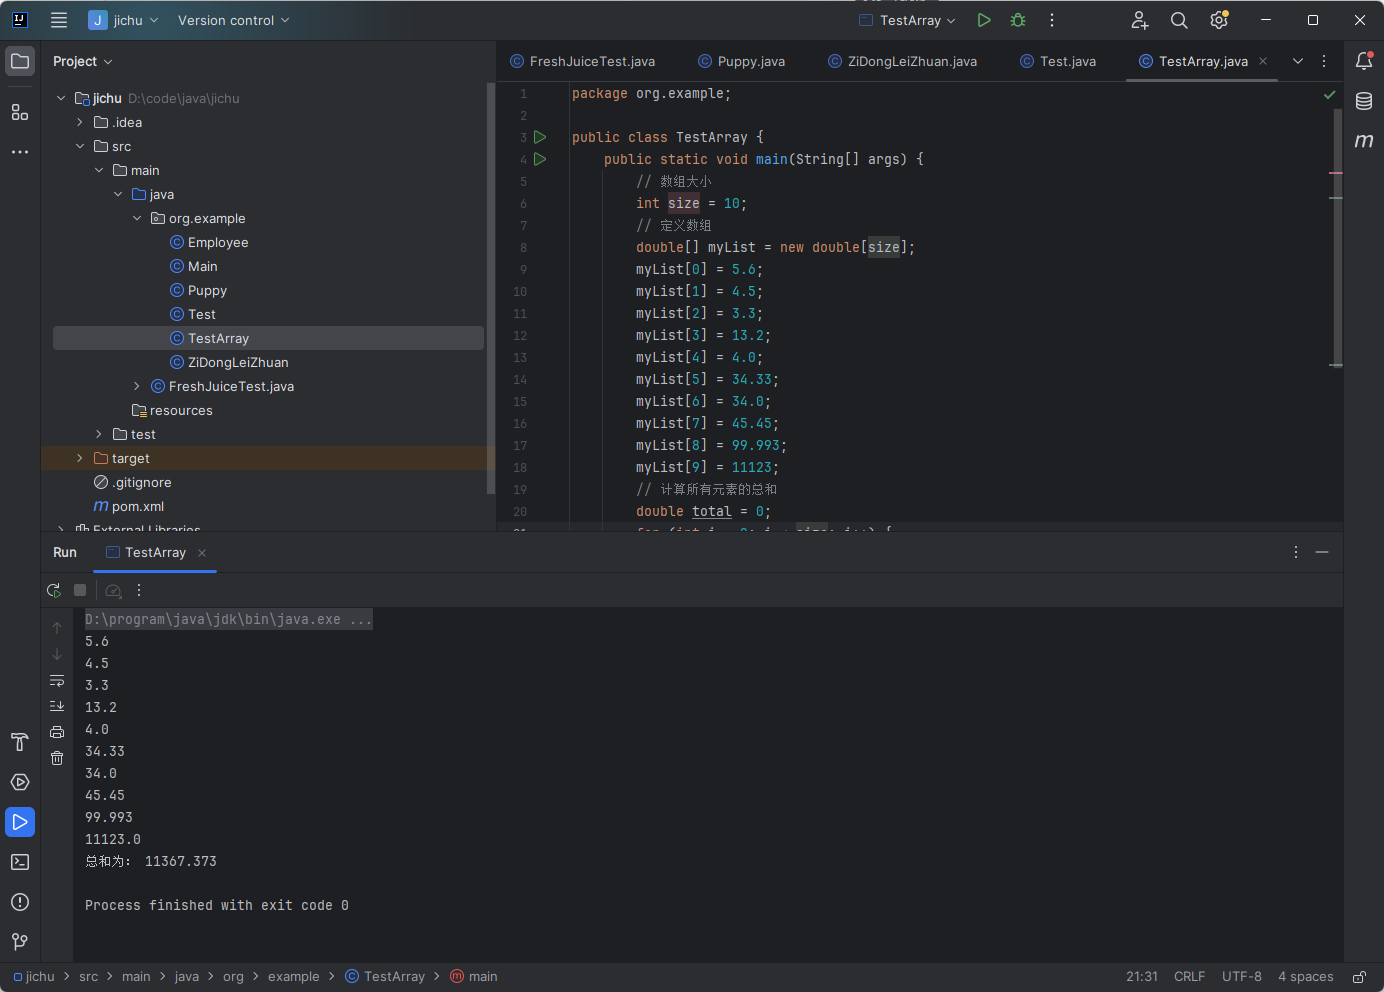 jichu
Version control
TestArray
Project
FreshJuiceTest.java
Puppy.java
ZiDongLeiZhuan.java
Test.java
TestArray.java
jichu D:\code\java\jichu
.idea
src
main
java
org.example
Employee
Main
Puppy
Test
TestArray
ZiDongLeiZhuan
FreshJuiceTest.java
resources
test
target
.gitignore
m pom.xml
External Libraries
1 package org.example;
2
3 public class TestArray {
4 public static void main(String[] args) {
5 // 数组大小
6 int size = 10;
7 // 定义数组
8 double[] myList = new double[size];
9 myList[0] = 5.6;
10 myList[1] = 4.5;
11 myList[2] = 3.3;
12 myList[3] = 13.2;
13 myList[4] = 4.0;
14 myList[5] = 34.33;
15 myList[6] = 34.0;
16 myList[7] = 45.45;
17 myList[8] = 99.993;
18 myList[9] = 11123;
19 // 计算所有元素的总和
20 double total = 0;
m
Run
TestArray
D:\program\java\jdk\bin\java.exe ...
5.6
4.5
3.3
13.2
4.0
34.33
34.0
45.45
99.993
11123.0
总和为： 11367.373
Process finished with exit code 0
jichu > src > main > java > org > example > TestArray > main
21:31 CRLF UTF-8 4 spaces